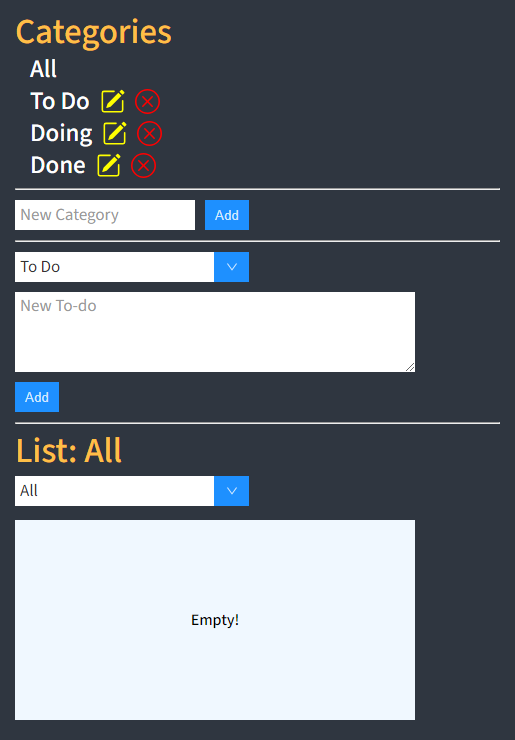 Categories
All
To Do
Doing
Done
New Category Add
To Do
New To-do
Add
List: All
All
Empty!